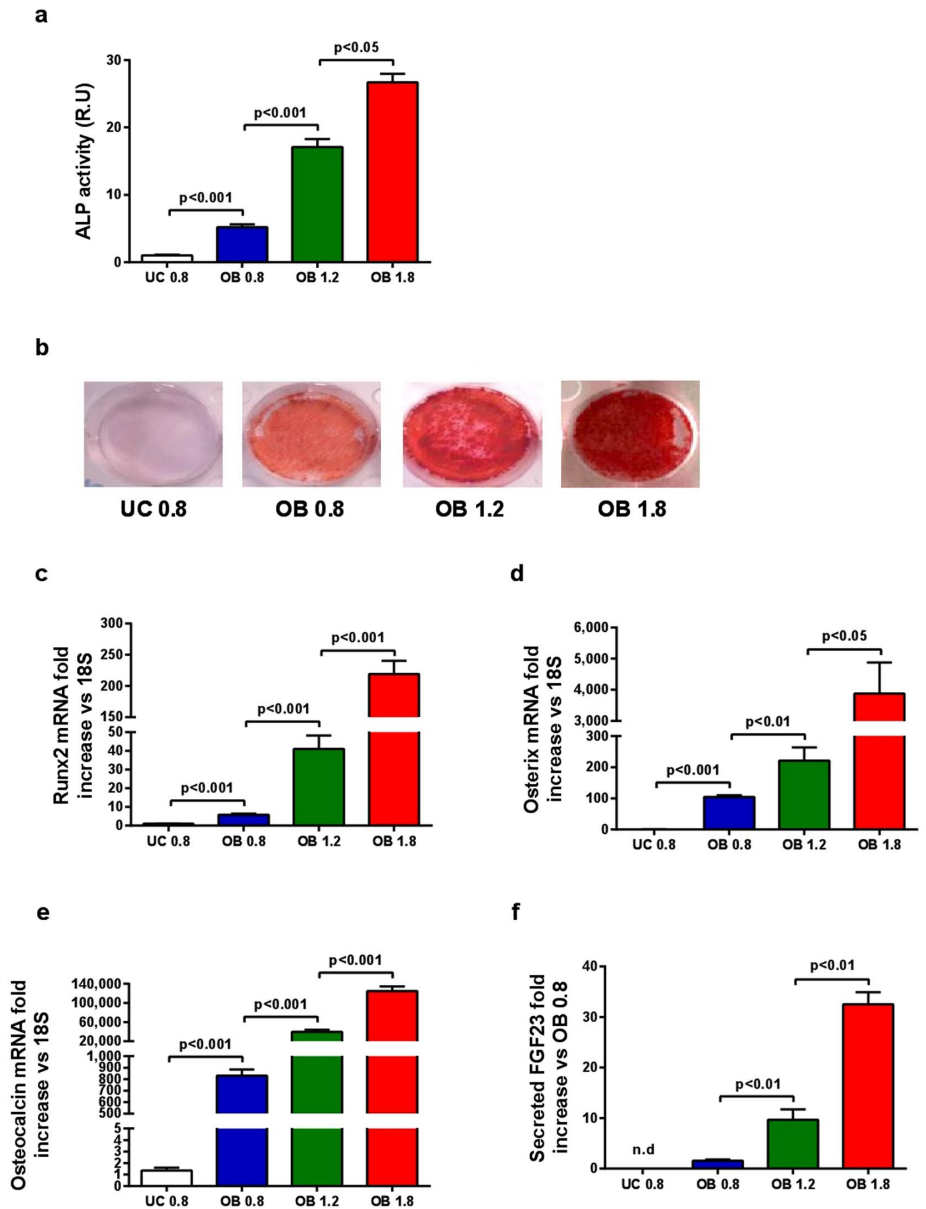 a
ALP activity (R.U)
30
20
10
0
p<0.001
p<0.001
p<0.05
UC 0.8
OB 0.8
OB 1.2
OB 1.8
b
UC 0.8
OB 0.8
OB 1.2
OB 1.8
c
Runx2 mRNA fold
increase vs 18S
300
250
200
150
50
40
30
20
10
0
p<0.001
p<0.001
p<0.001
UC 0.8
OB 0.8
OB 1.2
OB 1.8
d
Osterix mRNA fold
increase vs 18S
6,000
5,000
4,000
3,000
300
200
100
0
p<0.001
p<0.01
p<0.05
UC 0.8
OB 0.8
OB 1.2
OB 1.8
e
Osteocalcin mRNA fold
increase vs 18S
140,000
100,000
60,000
20,000
1,000
900
800
700
600
500
5
4
3
2
1
0
p<0.001
p<0.001
p<0.001
UC 0.8
OB 0.8
OB 1.2
OB 1.8
f
Secreted FGF23 fold
increase vs OB 0.8
40
30
20
10
0
n.d
p<0.01
p<0.01
UC 0.8
OB 0.8
OB 1.2
OB 1.8